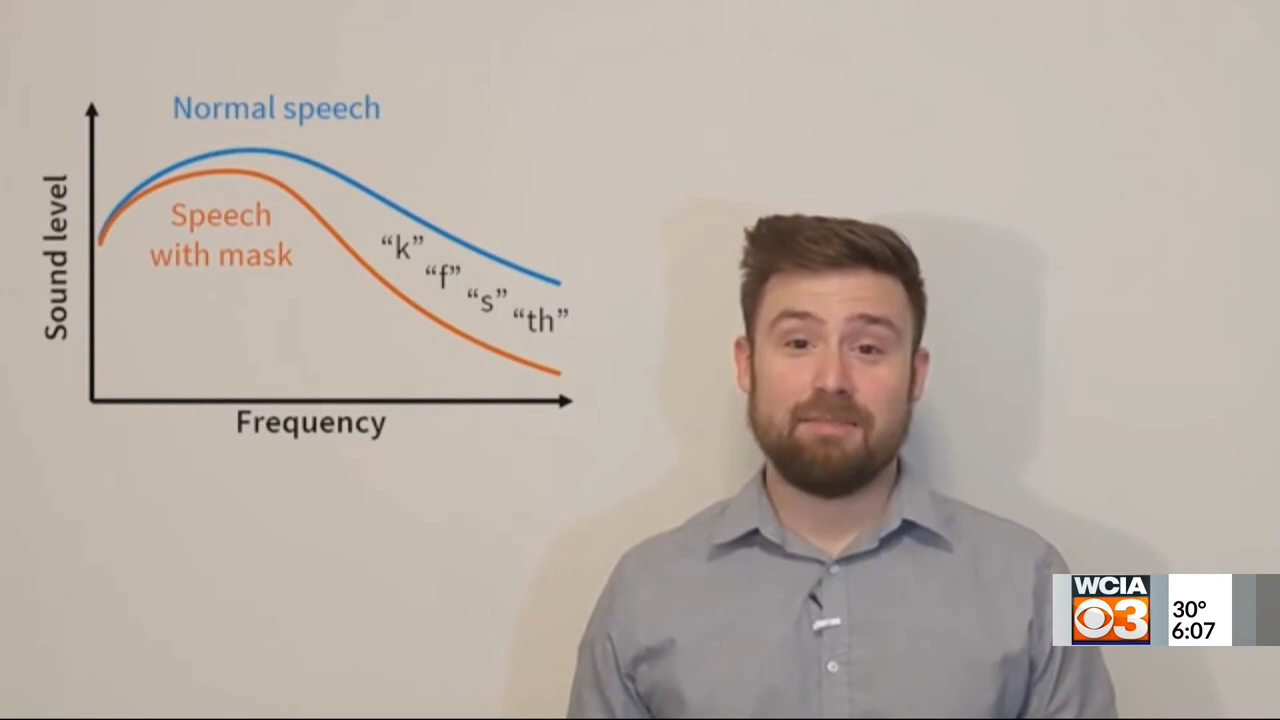 Normal speech
Speech
with mask
“k”
“f”
“s”
“th”
Sound level
Frequency
WCIA
3
30°
6:07